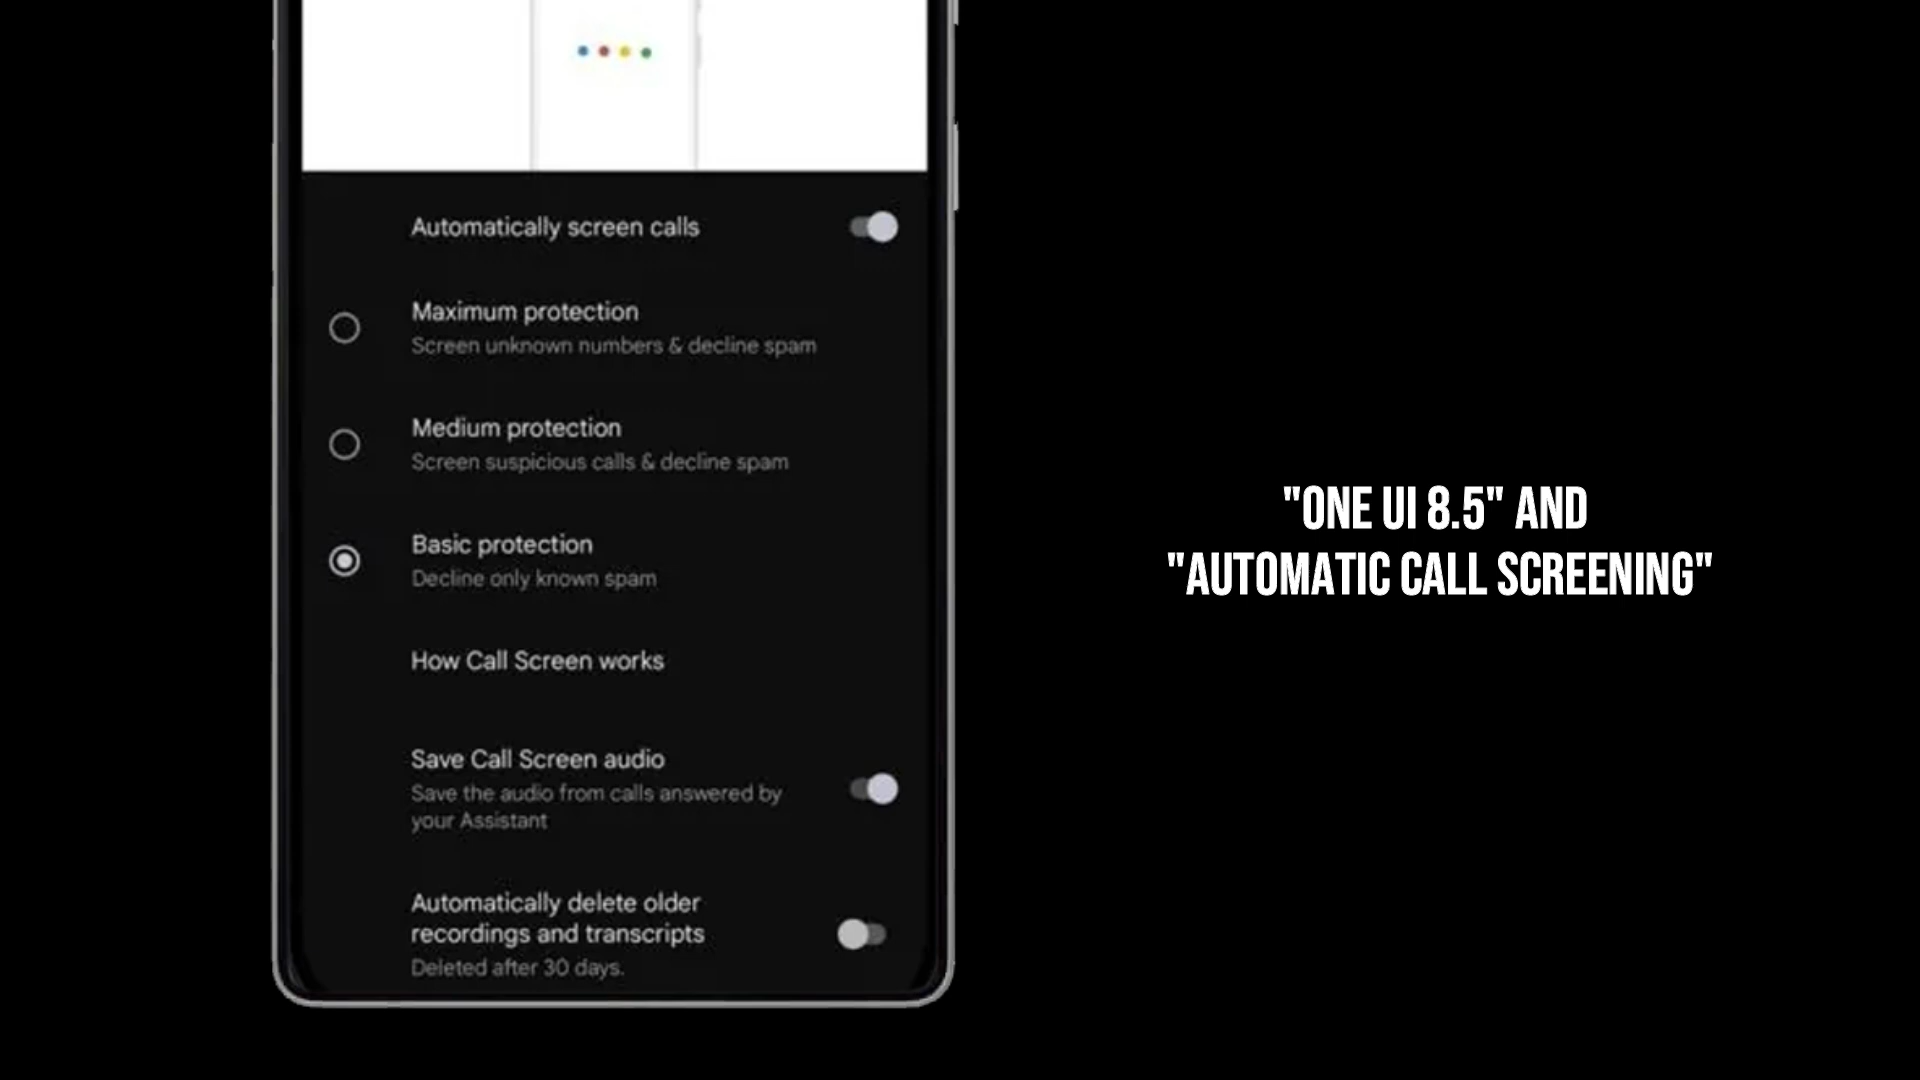 Automatically screen calls
Maximum protection
Screen unknown numbers & decline spam
Medium protection
Screen suspicious calls & decline spam
Basic protection
Decline only known spam
How Call Screen works
Save Call Screen audio
Save the audio from calls answered by
your Assistant
Automatically delete older
recordings and transcripts
Deleted after 30 days.
"ONE UI 8.5" AND
"AUTOMATIC CALL SCREENING"